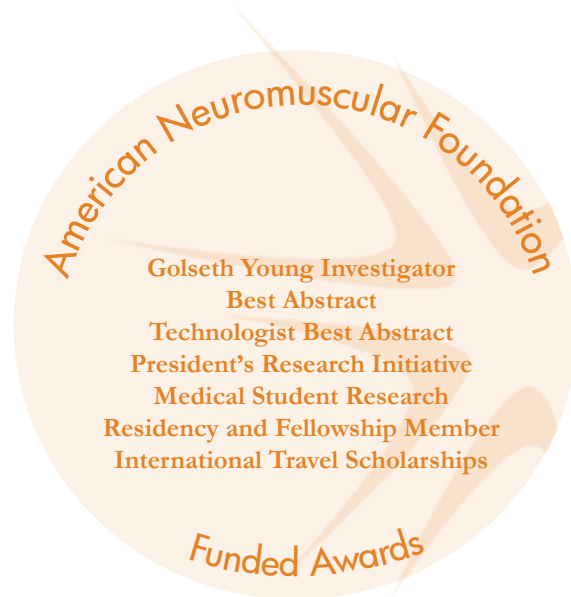 American Neuromuscular Foundation
Golseth Young Investigator
Best Abstract
Technologist Best Abstract
President’s Research Initiative
Medical Student Research
Residency and Fellowship Member
International Travel Scholarships
Funded Awards